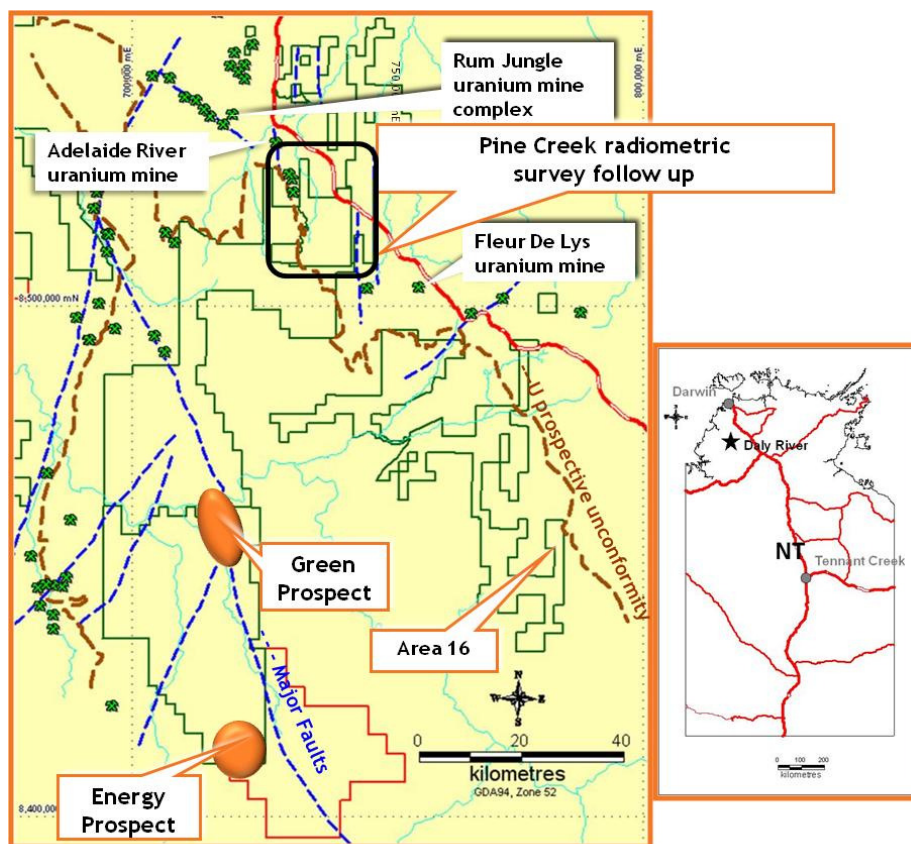 700,000 mE
750,0
mE
800,000 mE
Rum Jungle
uranium mine
complex
Adelaide River
uranium mine
Pine Creek radiometric
survey follow up
Fleur De Lys
uranium mine
8,500,000 mN
U prospective unconformity
Green
Prospect
Area 16
- Major Faults
Energy
Prospect
N
W E
S
0 20 40
kilometres
GDA94, Zone 52
8,400,000 mN
Darwin
Daly River
NT
Tennant Creek
0 100 200
kilometres